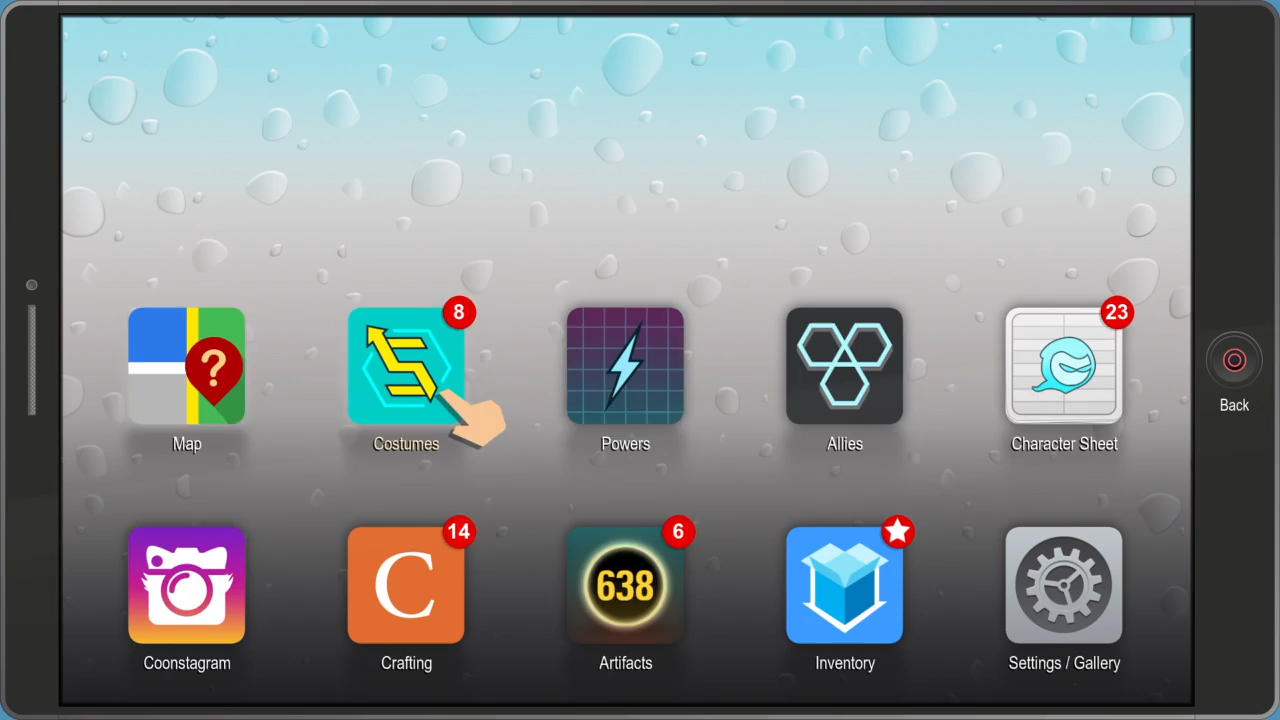 8
23
?
Map
Costumes
Powers
Allies
Character Sheet
Back
14
6
C
638
Coonstagram
Crafting
Artifacts
Inventory
Settings / Gallery